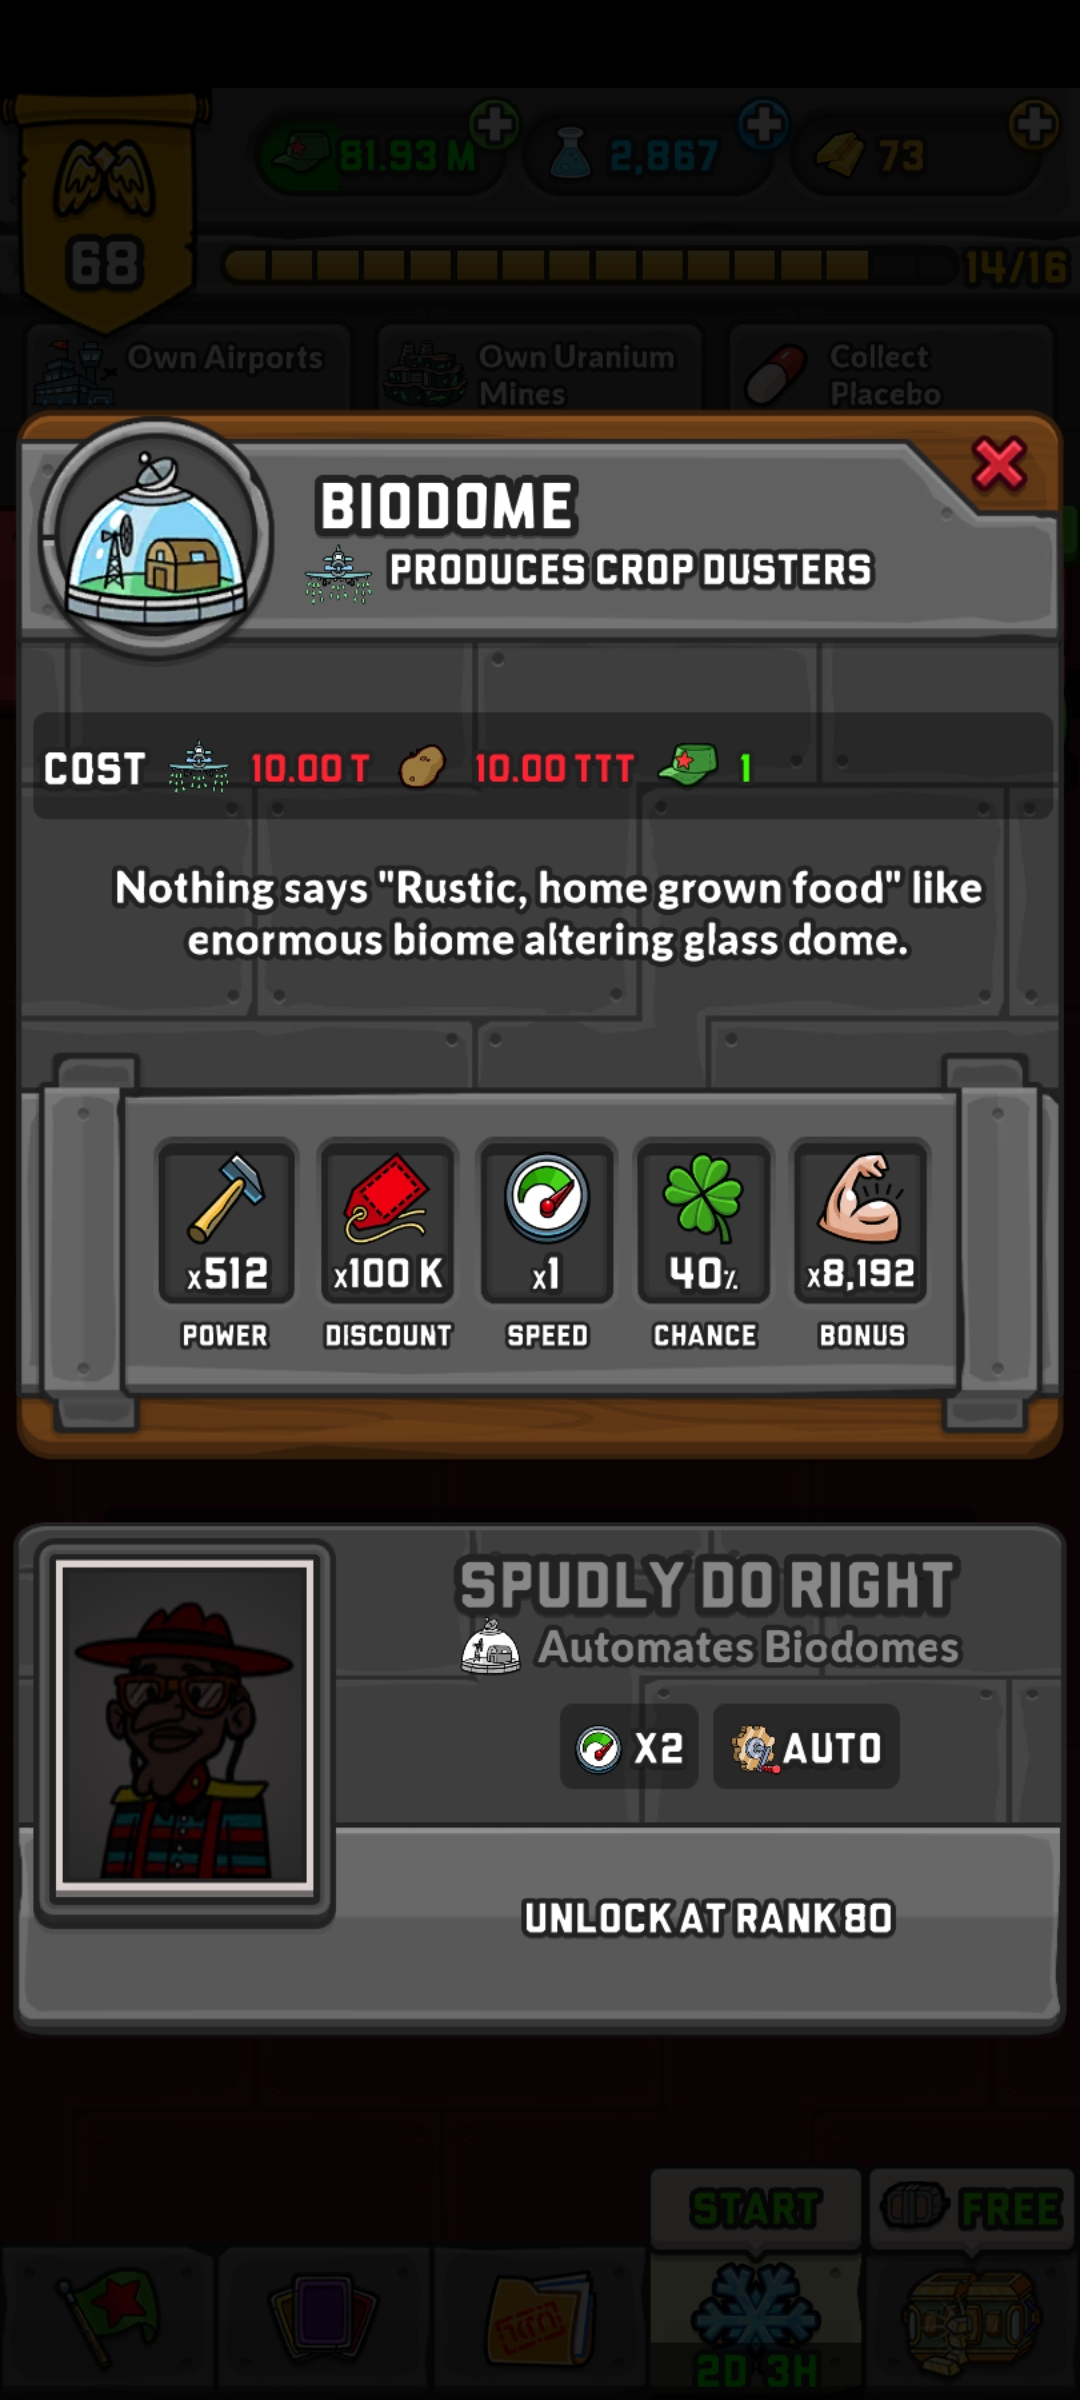 81.93 M
2,867
73
68
14/16
Own Airports
Own Uranium
Mines
Collect
Placebo
BIODOME
PRODUCES CROP DUSTERS
COST 10.00 T 10.00 TTT 1
Nothing says "Rustic, home grown food" like
enormous biome altering glass dome.
x512
x100 K
x1
40%
x8,192
POWER
DISCOUNT
SPEED
CHANCE
BONUS
SPUDLY DO RIGHT
Automates Biodomes
X2
AUTO
UNLOCK AT RANK 80
START
FREE
2D 3H